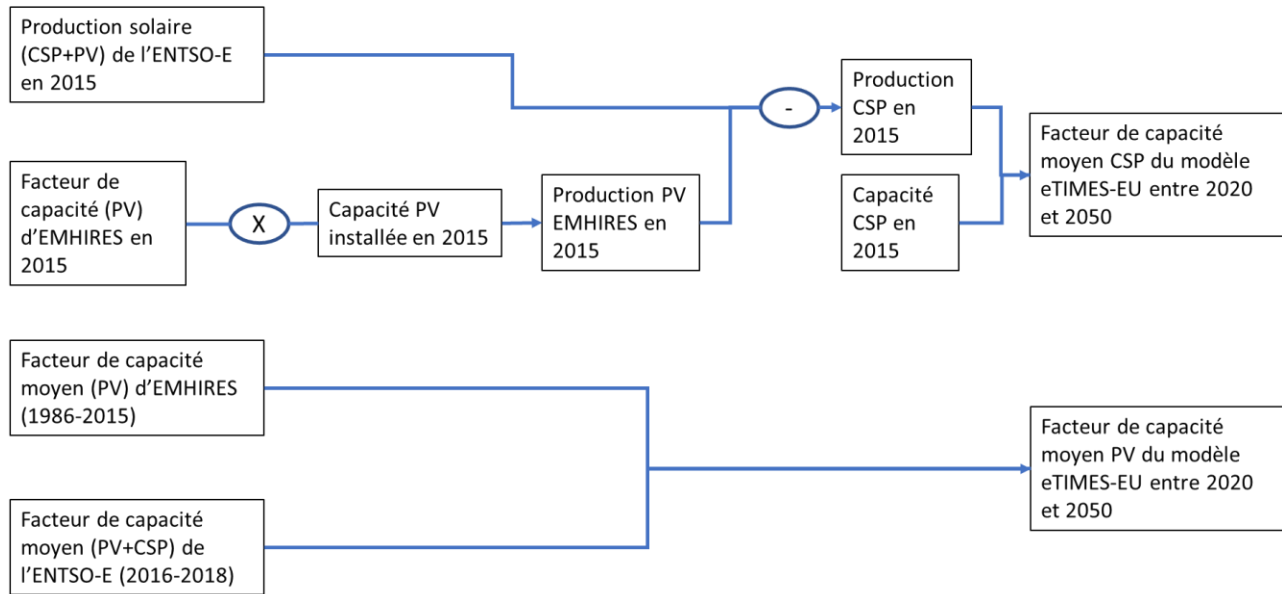 Production solaire
(CSP+PV) de l'ENTSO-E
en 2015
Facteur de
capacité (PV)
d'EMHIRES en
2015
X
Capacité PV
installée en 2015
Production PV
EMHIRES en
2015
-
Production
CSP en
2015
Capacité
CSP en
2015
Facteur de capacité
moyen CSP du modèle
eTIMES-EU entre 2020
et 2050
Facteur de capacité
moyen (PV) d'EMHIRES
(1986-2015)
Facteur de capacité
moyen (PV+CSP) de
l'ENTSO-E (2016-2018)
Facteur de capacité
moyen PV du modèle
eTIMES-EU entre 2020
et 2050